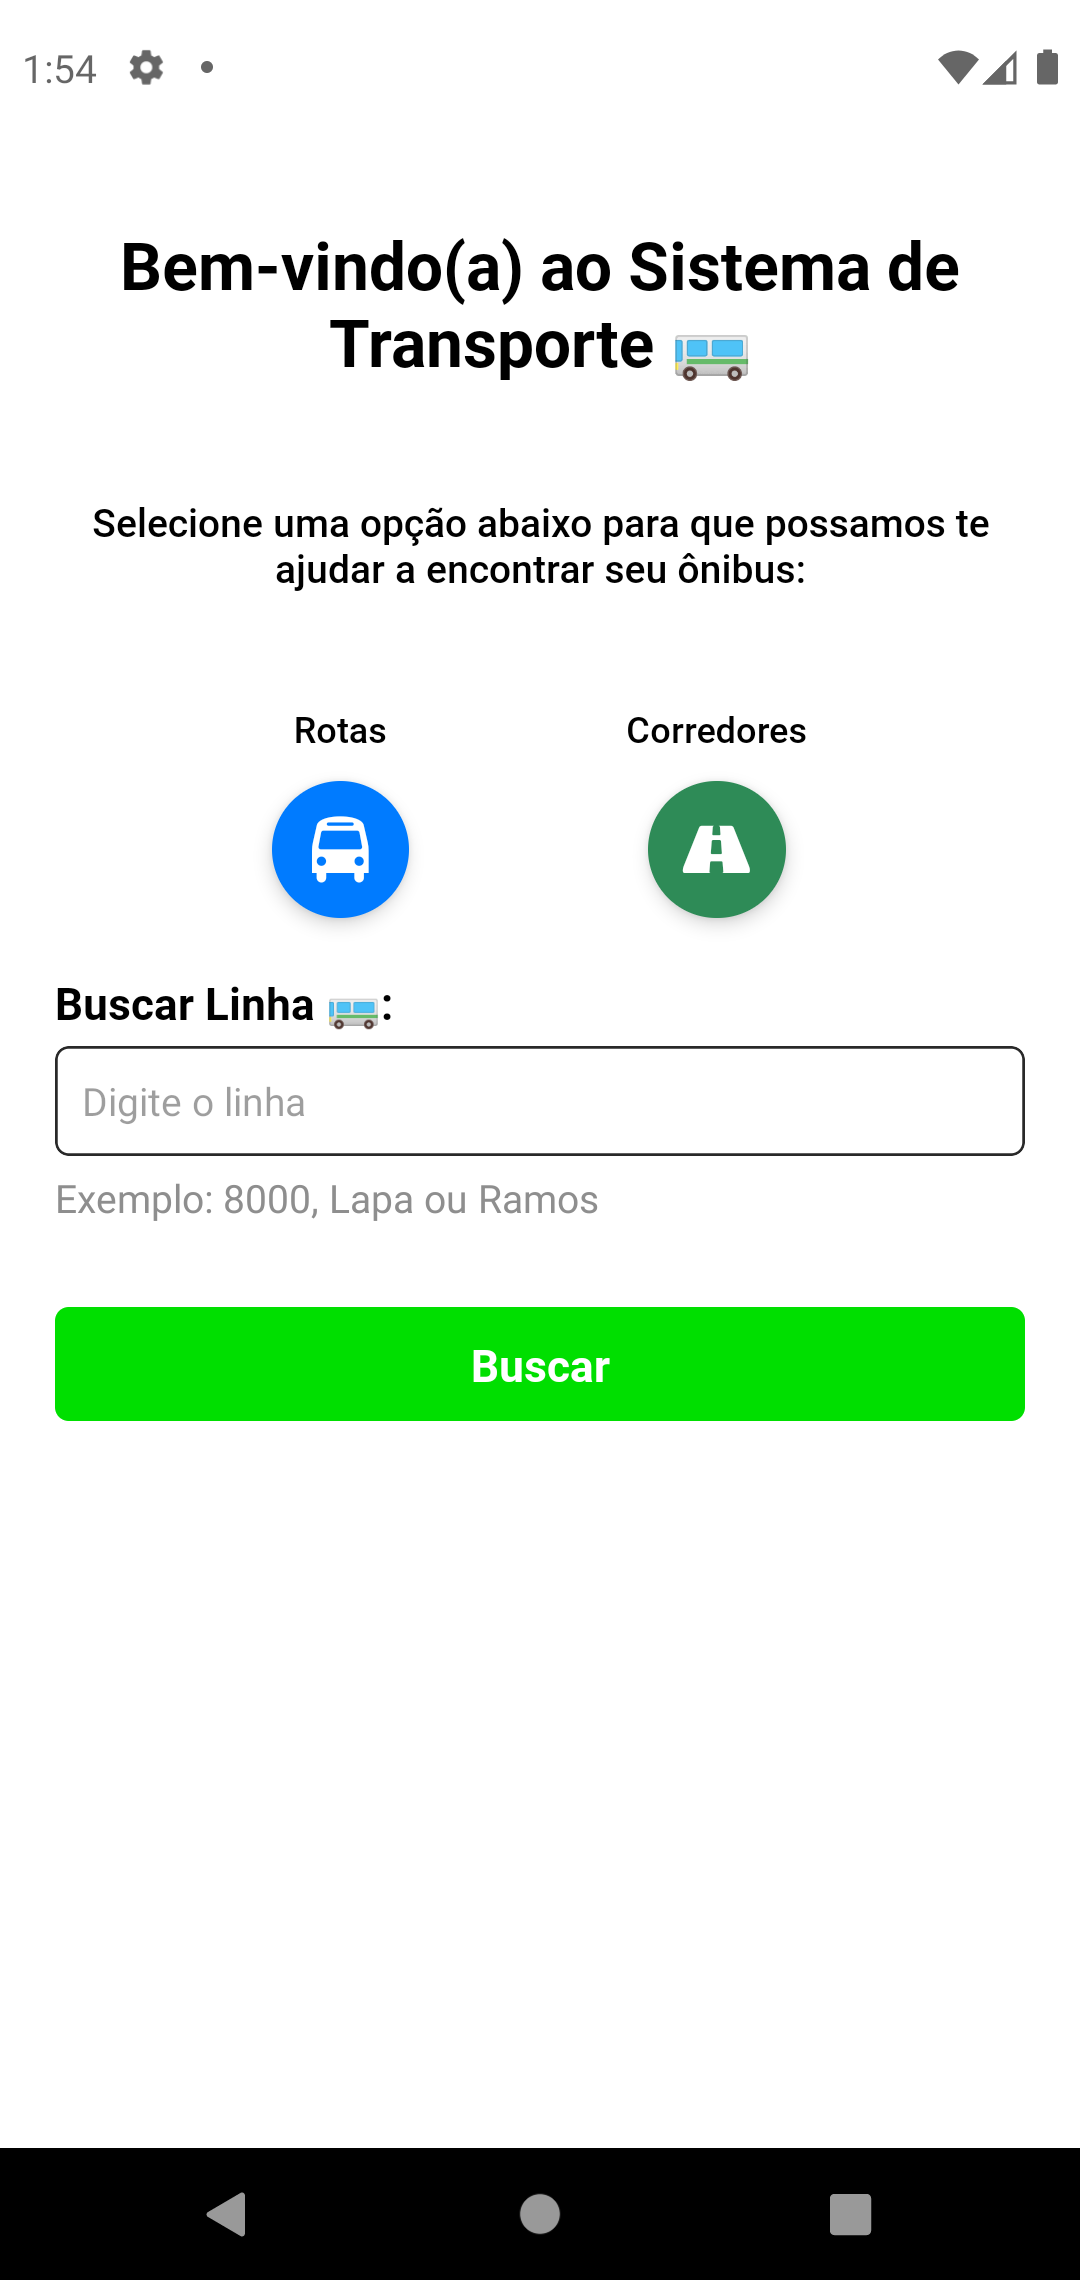 1:54
Bem-vindo(a) ao Sistema de
Transporte 🚌
Selecione uma opção abaixo para que possamos te
ajudar a encontrar seu ônibus:
Rotas
Corredores
Buscar Linha 🚌:
Digite o linha
Exemplo: 8000, Lapa ou Ramos
Buscar